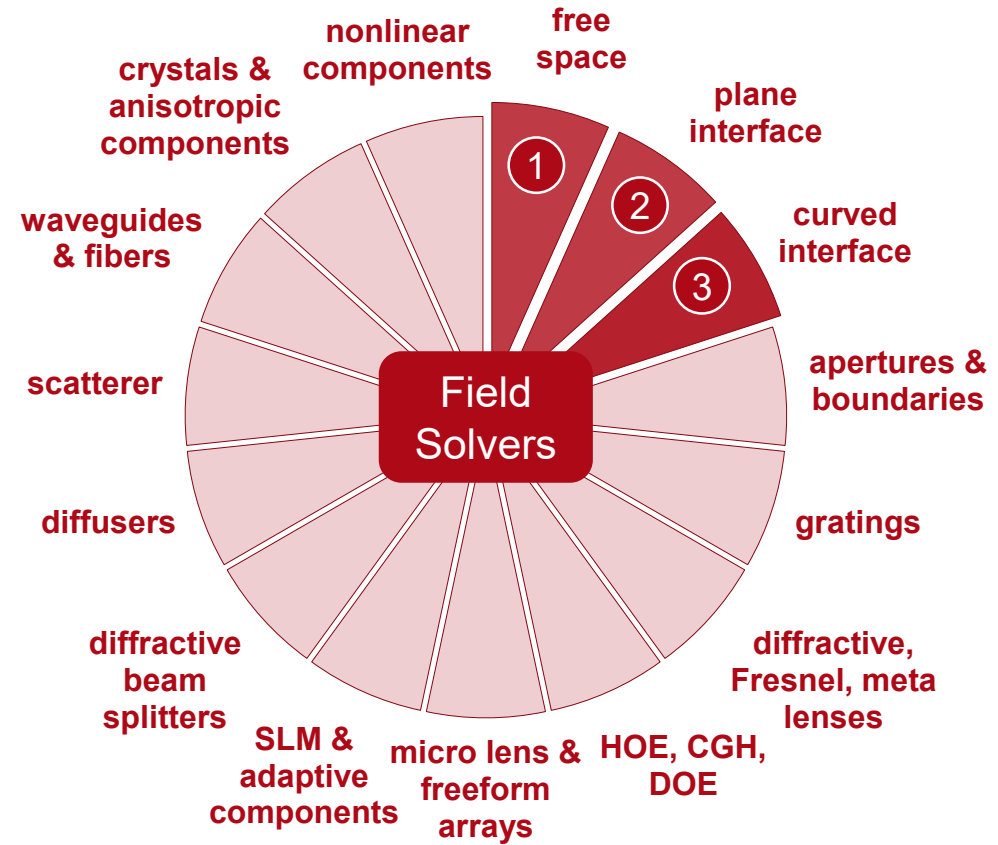 free
space
plane
interface
curved
interface
apertures &
boundaries
gratings
diffractive,
Fresnel, meta
lenses
HOE, CGH,
DOE
micro lens &
freeform
arrays
SLM &
adaptive
components
diffractive
beam
splitters
diffusers
scatterer
waveguides
& fibers
crystals &
anisotropic
components
nonlinear
components
1
2
3
Field
Solvers